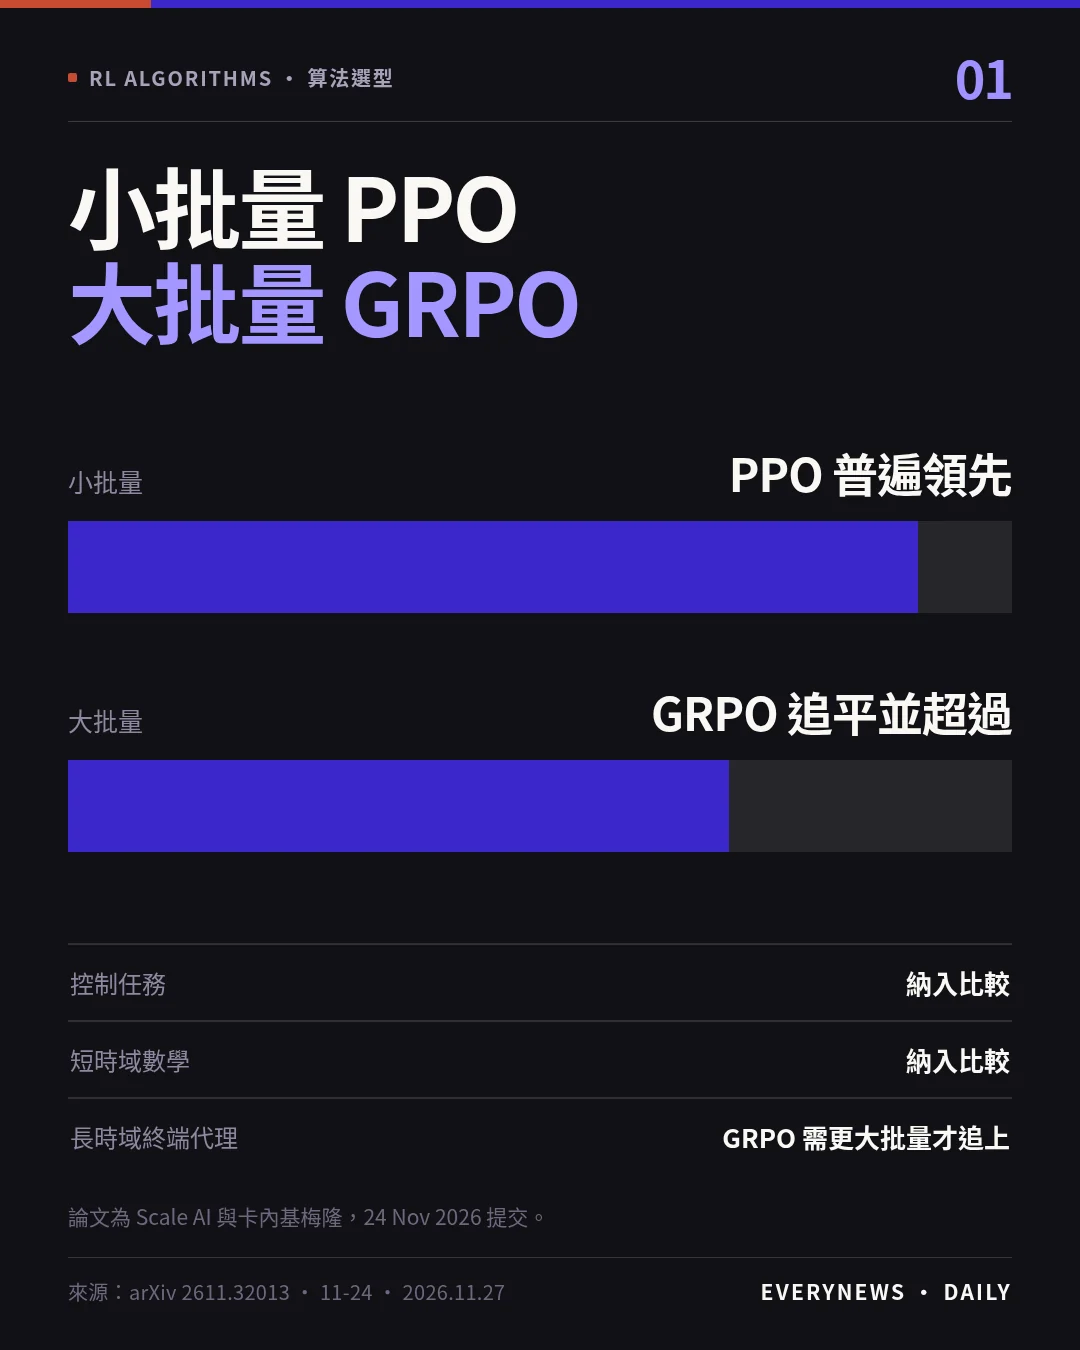 RL ALGORITHMS • 算法選型
01
小批量 PPO
大批量 GRPO
小批量
PPO 普遍領先
大批量
GRPO 追平並超過
控制任務
納入比較
短時域數學
納入比較
長時域終端代理
GRPO 需更大批量才追上
論文為 Scale AI 與卡內基梅隆，24 Nov 2026 提交。
來源：arXiv 2611.32013 • 11-24 • 2026.11.27
EVERYNEWS • DAILY